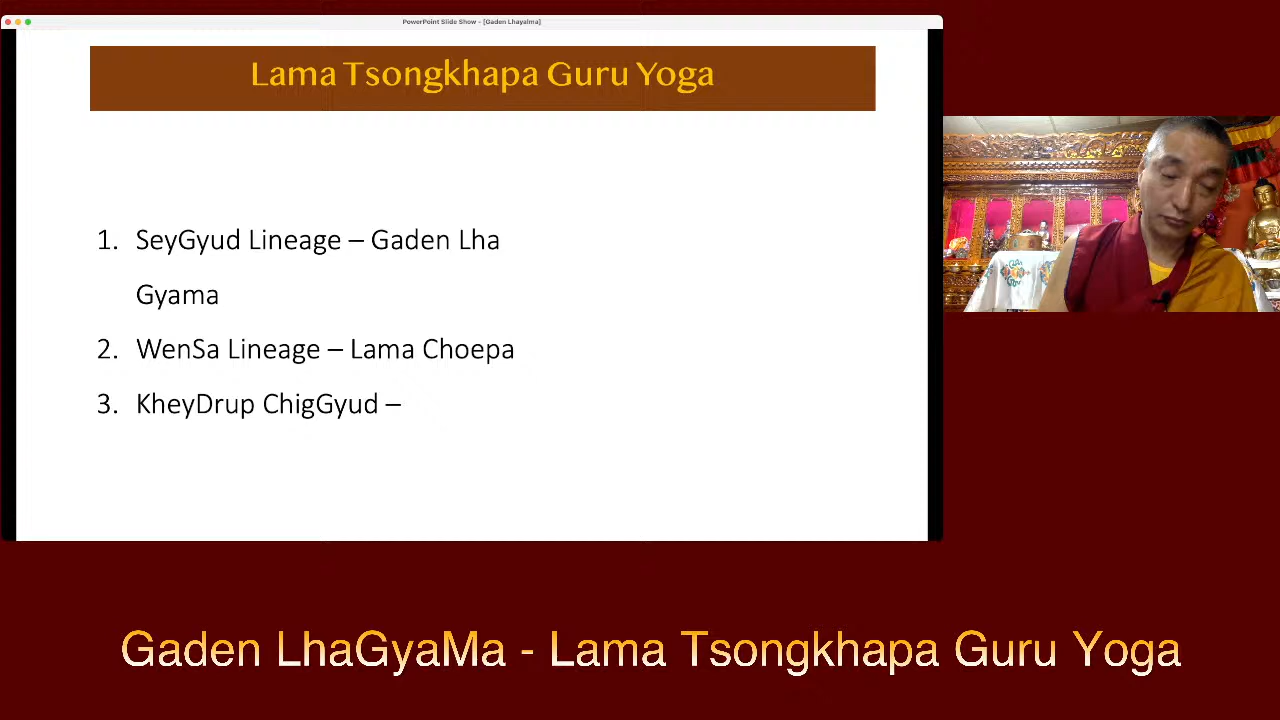 PowerPoint Slide Show - [Gaden Lhayalma]
Lama Tsongkhapa Guru Yoga
1. SeyGyud Lineage – Gaden Lha
Gyama
2. WenSa Lineage – Lama Choepa
3. KheyDrup ChigGyud –
Gaden LhaGyaMa - Lama Tsongkhapa Guru Yoga